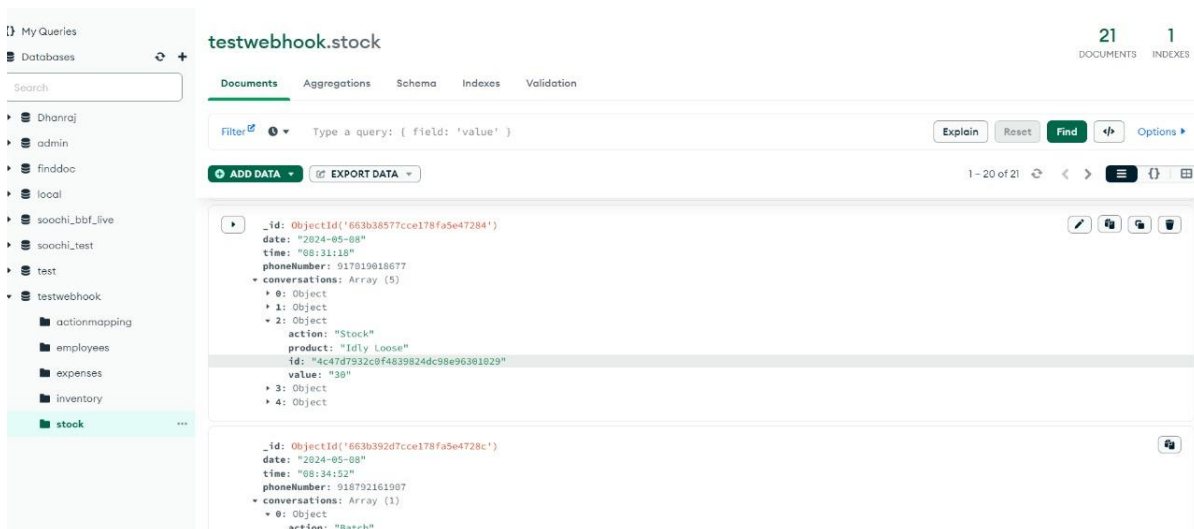 My Queries
Databases
Search
Dhanraj
admin
finddoc
local
soochi_bbf_live
soochi_test
test
testwebhook
actionmapping
employees
expenses
inventory
stock
testwebhook.stock
21 1
DOCUMENTS INDEXES
Documents Aggregations Schema Indexes Validation
Filter Type a query: { field: 'value' } Explain Reset Find </> Options
ADD DATA EXPORT DATA 1 – 20 of 21 {}
_id: ObjectId('663b38577cce178fa5e47284')
date: "2024-05-08"
time: "08:31:18"
phoneNumber: 917019018677
conversations: Array (5)
0: Object
1: Object
2: Object
action: "Stock"
product: "Idly Loose"
id: "4c47d7932c0f4839824dc98e96301029"
value: "30"
3: Object
4: Object
_id: ObjectId('663b392d7cce178fa5e4728c')
date: "2024-05-08"
time: "08:34:52"
phoneNumber: 918792161907
conversations: Array (1)
0: Object
action: "Batch"